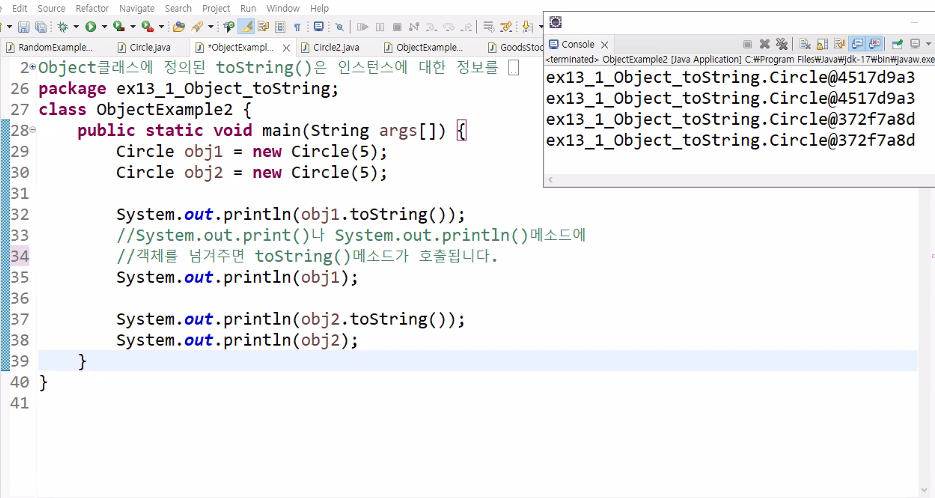 Edit Source Refactor Navigate Search Project Run Window Help
RandomExample... Circle.java *ObjectExampl... Circle2.java ObjectExample... GoodsStoc
2 Object클래스에 정의된 toString()은 인스턴스에 대한 정보를
26 package ex13_1_Object_toString;
27 class ObjectExample2 {
28 public static void main(String args[]) {
29 Circle obj1 = new Circle(5);
30 Circle obj2 = new Circle(5);
31
32 System.out.println(obj1.toString());
33 //System.out.print()나 System.out.println()메소드에
34 //객체를 넘겨주면 toString()메소드가 호출됩니다.
35 System.out.println(obj1);
36
37 System.out.println(obj2.toString());
38 System.out.println(obj2);
39 }
40 }
41
Console
<terminated> ObjectExample2 [Java Application] C:₩Program Files₩Java₩jdk-17₩bin₩javaw.exe
ex13_1_Object_toString.Circle@4517d9a3
ex13_1_Object_toString.Circle@4517d9a3
ex13_1_Object_toString.Circle@372f7a8d
ex13_1_Object_toString.Circle@372f7a8d